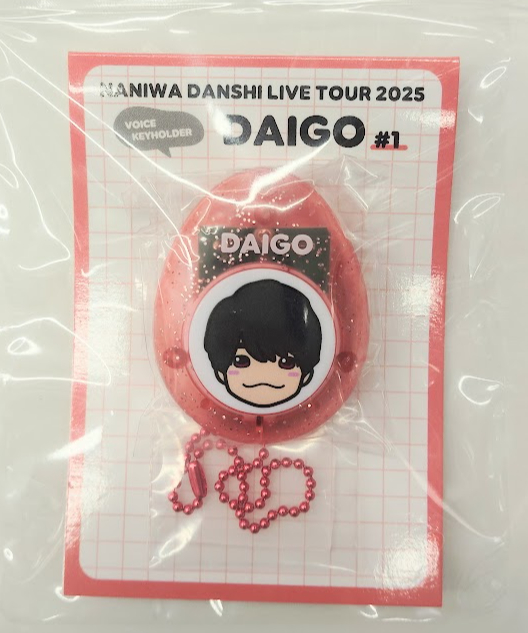 NANIWA DANSHI LIVE TOUR 2025
VOICE
KEYHOLDER
DAIGO #1
DAIGO